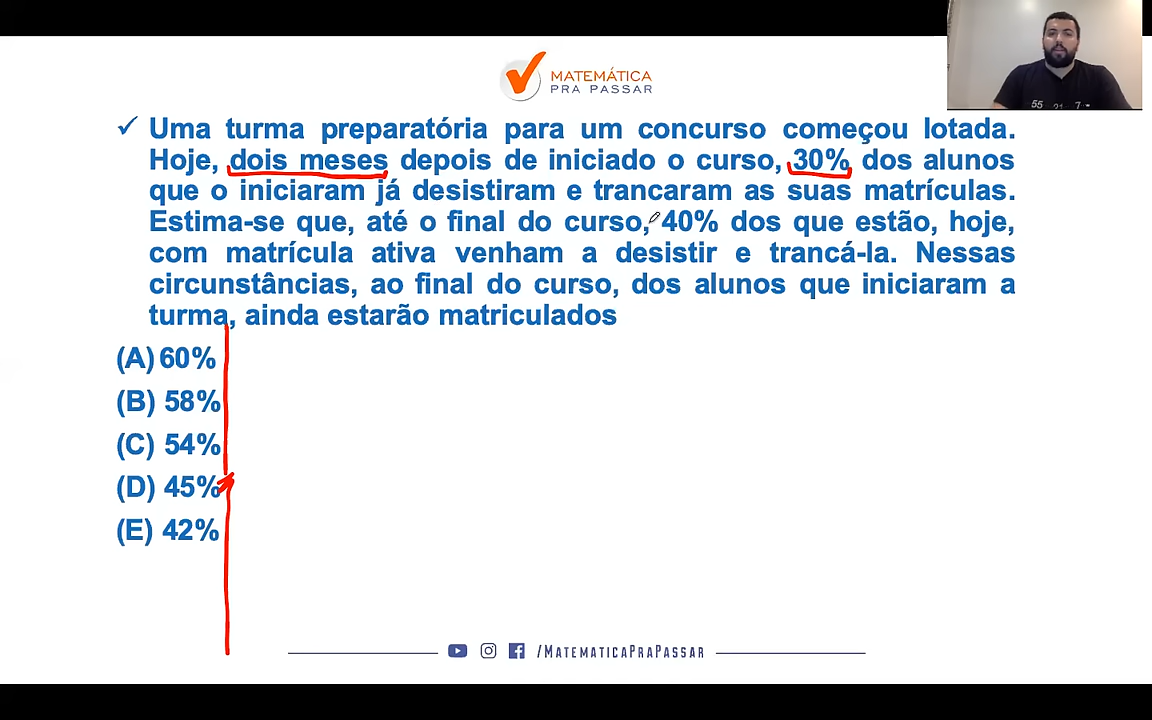 MATEMÁTICA
PRA PASSAR
✓ Uma turma preparatória para um concurso começou lotada.
Hoje, dois meses depois de iniciado o curso, 30% dos alunos
que o iniciaram já desistiram e trancaram as suas matrículas.
Estima-se que, até o final do curso, 40% dos que estão, hoje,
com matrícula ativa venham a desistir e trancá-la. Nessas
circunstâncias, ao final do curso, dos alunos que iniciaram a
turma, ainda estarão matriculados
(A) 60%
(B) 58%
(C) 54%
(D) 45%
(E) 42%
/MATEMATICAPRAPASSAR